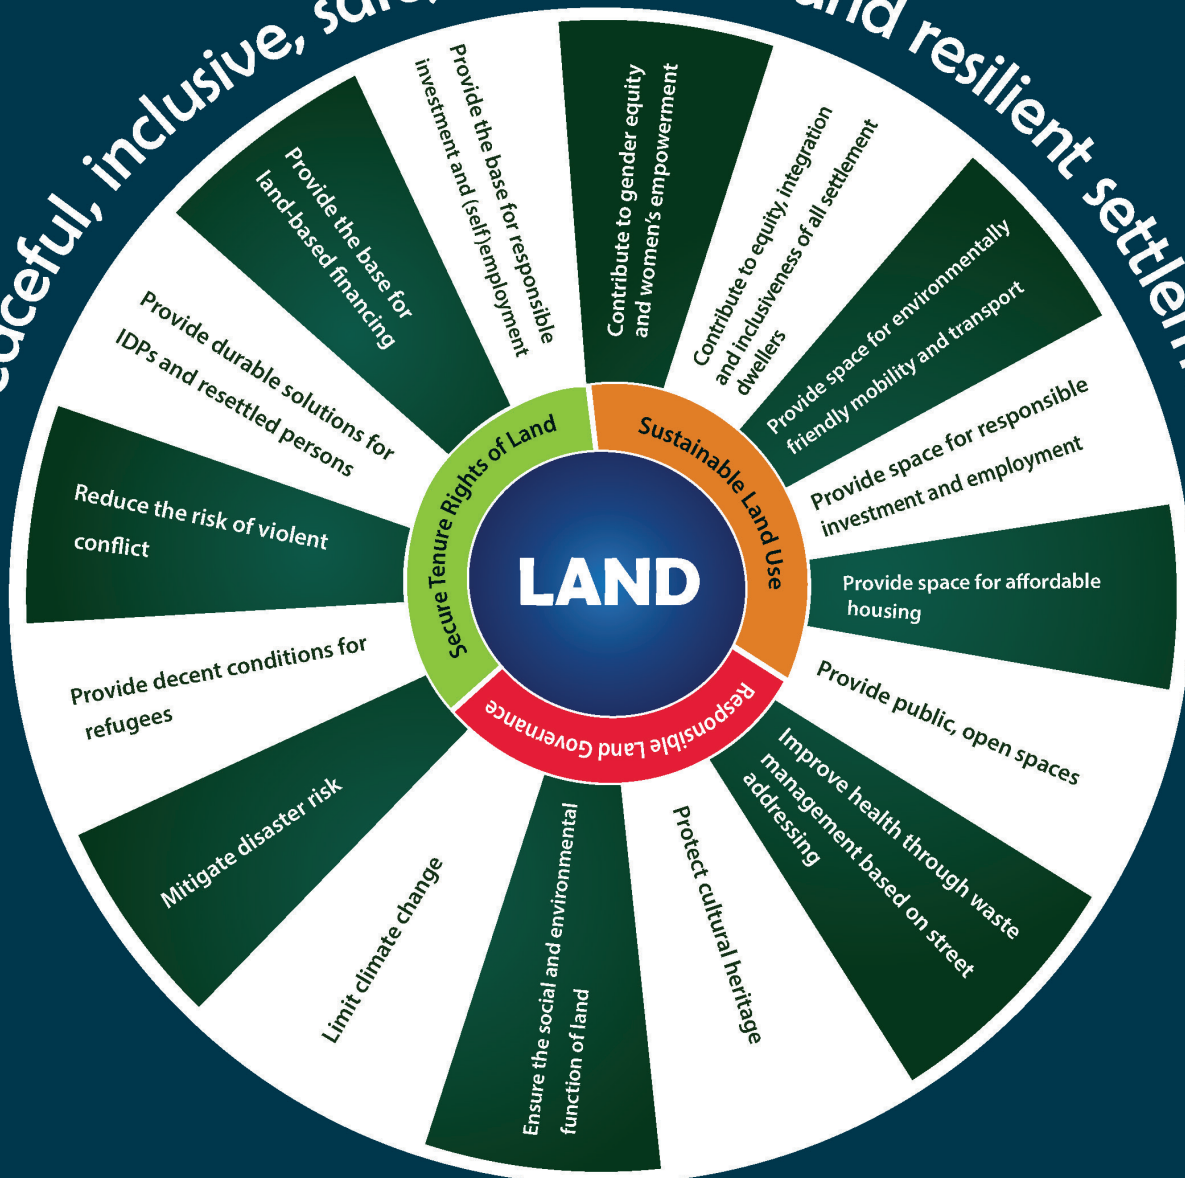 inclusive,
resilient
LAND
Secure Tenure Rights of Land
Sustainable Land Use
Responsible Land Governance
Contribute to gender equity
and women's empowerment
Contribute to equity, integration
and inclusiveness of all settlement
dwellers
Provide space for environmentally
friendly mobility and transport
Provide space for responsible
investment and employment
Provide space for affordable
housing
Provide public, open spaces
Improve health through waste
management based on street
addressing
Protect cultural heritage
Ensure the social and environmental
function of land
Limit climate change
Mitigate disaster risk
Provide decent conditions for
refugees
Reduce the risk of violent
conflict
Provide durable solutions for
IDPs and resettled persons
Provide the base for
land-based financing
Provide the base for responsible
investment and (self)employment